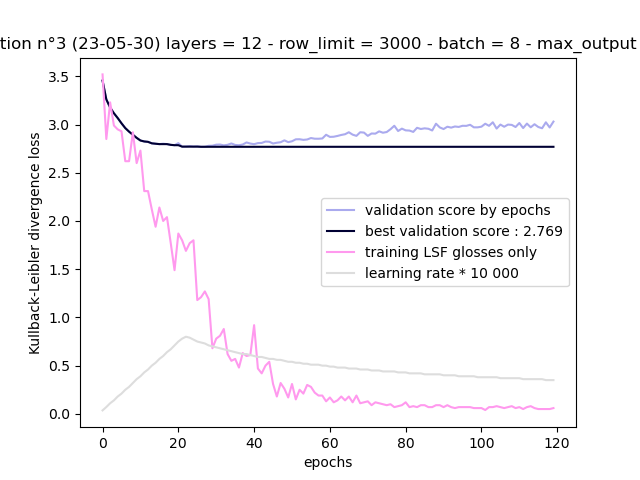 tion n°3 (23-05-30) layers = 12 - row_limit = 3000 - batch = 8 - max_output
3.5
3.0
2.5
2.0
1.5
1.0
0.5
0.0
Kullback-Leibler divergence loss
validation score by epochs
best validation score : 2.769
training LSF glosses only
learning rate * 10 000
0 20 40 60 80 100 120
epochs